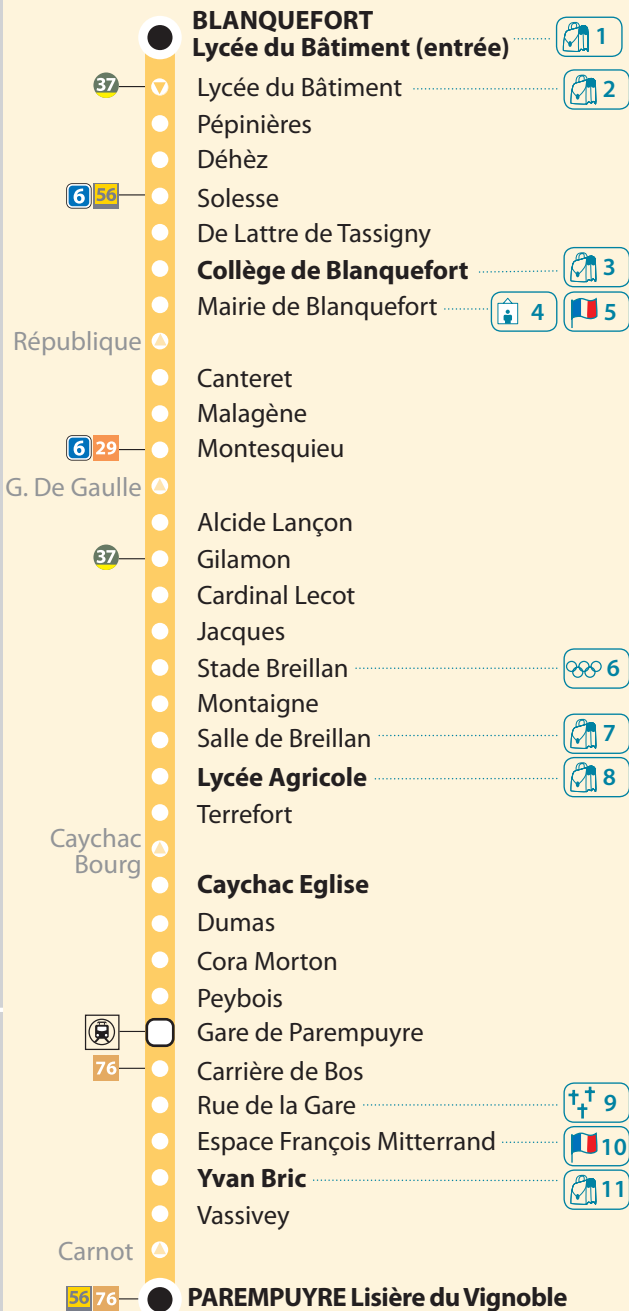 BLANQUEFORT
Lycée du Bâtiment (entrée) 1
37 Lycée du Bâtiment 2
Pépinières
Déhèz
6 56 Solesse
De Lattre de Tassigny
Collège de Blanquefort 3
Mairie de Blanquefort 4 5
République
Canteret
Malagène
6 29 Montesquieu
G. De Gaulle
Alcide Lançon
37 Gilamon
Cardinal Lecot
Jacques
Stade Breillan 6
Montaigne
Salle de Breillan 7
Lycée Agricole 8
Terrefort
Caychac
Bourg
Caychac Eglise
Dumas
Cora Morton
Peybois
Gare de Parempuyre
76 Carrière de Bos
Rue de la Gare 9
Espace François Mitterrand 10
Yvan Bric 11
Vassivey
Carnot
56 76 PAREMPUYRE Lisière du Vignoble